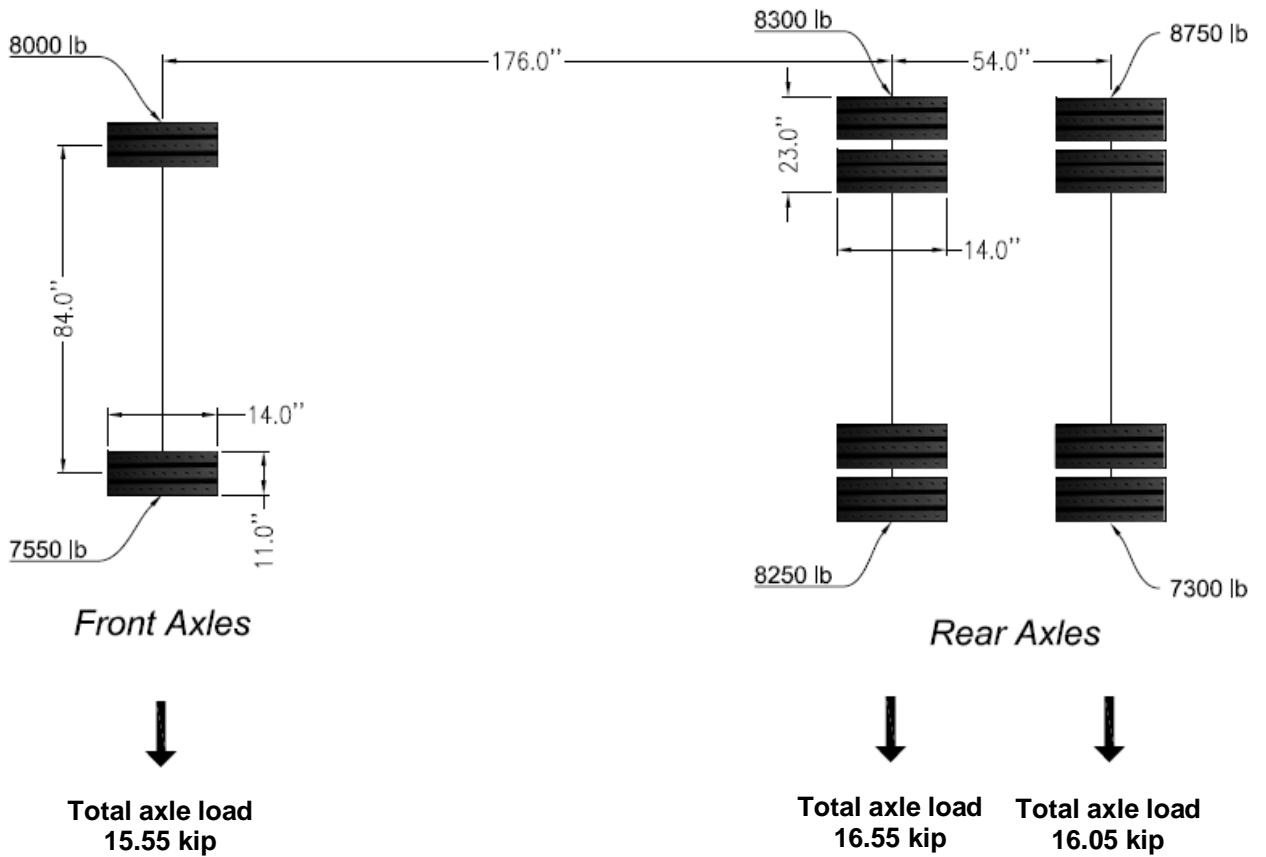 8000 lb
8300 lb
8750 lb
176.0''
54.0''
23.0''
14.0''
84.0''
14.0''
11.0''
7550 lb
8250 lb
7300 lb
Front Axles
Rear Axles
Total axle load
15.55 kip
Total axle load
16.55 kip
Total axle load
16.05 kip